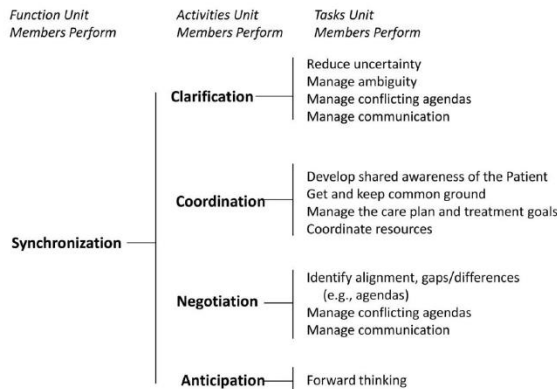 Function Unit
Members Perform
Activities Unit
Members Perform
Tasks Unit
Members Perform
Synchronization
Clarification
Reduce uncertainty
Manage ambiguity
Manage conflicting agendas
Manage communication
Coordination
Develop shared awareness of the Patient
Get and keep common ground
Manage the care plan and treatment goals
Coordinate resources
Negotiation
Identify alignment, gaps/differences
(e.g., agendas)
Manage conflicting agendas
Manage communication
Anticipation
Forward thinking